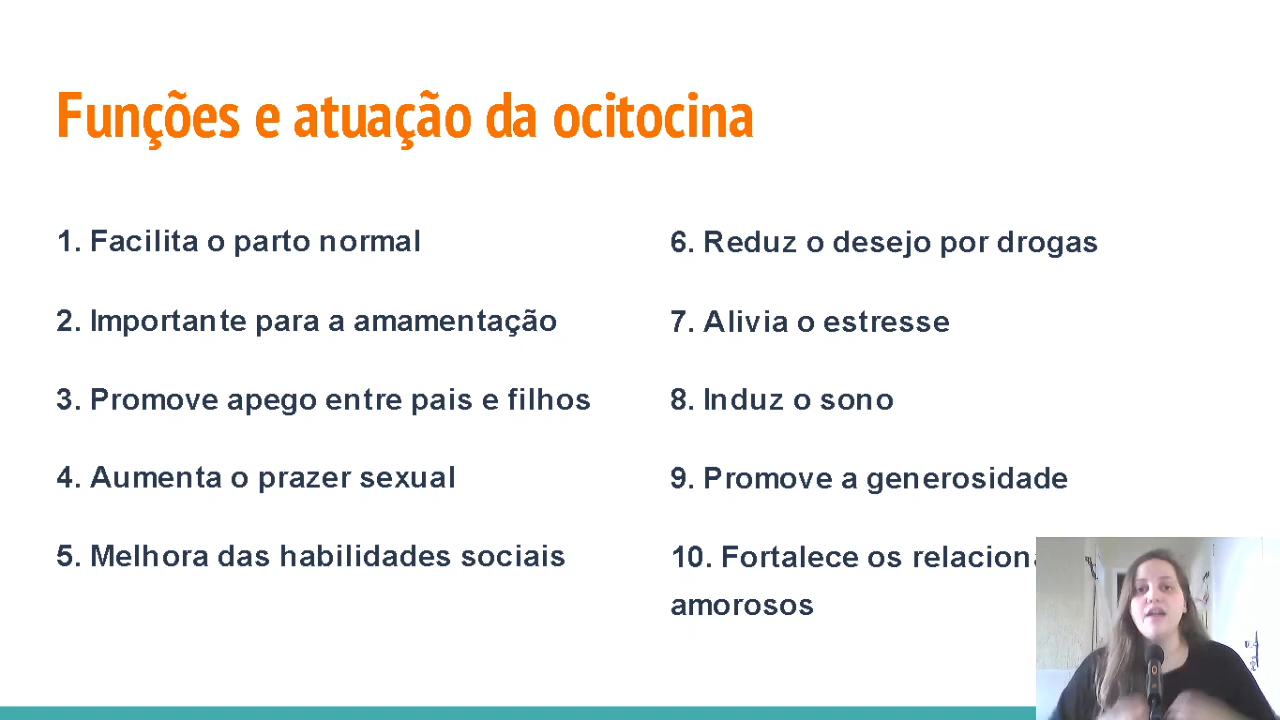 Funções e atuação da ocitocina
1. Facilita o parto normal
2. Importante para a amamentação
3. Promove apego entre pais e filhos
4. Aumenta o prazer sexual
5. Melhora das habilidades sociais
6. Reduz o desejo por drogas
7. Alivia o estresse
8. Induz o sono
9. Promove a generosidade
10. Fortalece os
amorosos